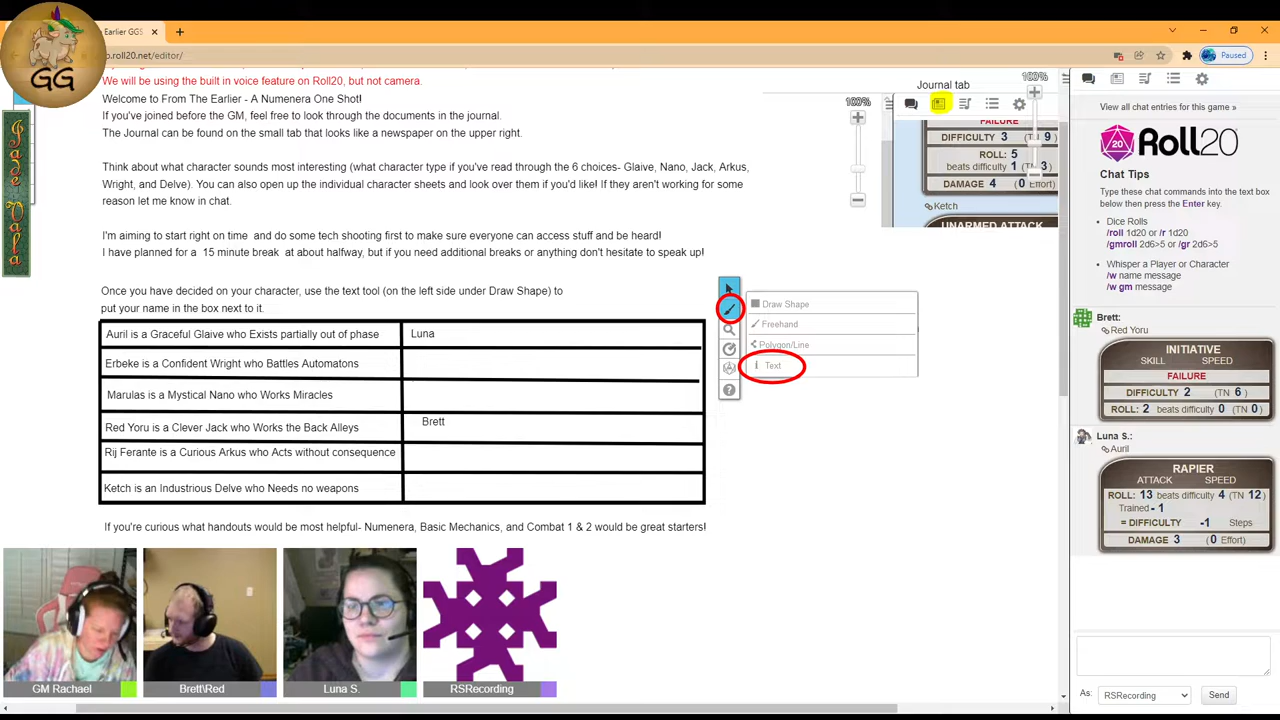 Earlier GGS
Paused
.roll20.net/editor/
GG
Jade Vala
We will be using the built in voice feature on Roll20, but not camera.
Welcome to From The Earlier - A Numenera One Shot!
If you've joined before the GM, feel free to look through the documents in the journal.
The Journal can be found on the small tab that looks like a newspaper on the upper right.
Think about what character sounds most exciting (what character type if you've read through the 6 choices- Glaive, Nano, Jack, Arkus,
Wright, and Delve). You can also open up the individual character sheets and look over them if you'd like! If they aren't working for some
reason let me know in chat.
I'm aiming to start right on time and do some tech shooting first to make sure everyone can access stuff and be heard!
I have planned for a 15 minute break at about halfway, but if you need additional breaks or anything don't hesitate to speak up!
Once you have decided on your character, use the text tool (on the left side under Draw Shape) to
put your name in the box next to it.
Auril is a Graceful Glaive who Exists partially out of phase
Luna
Erbeke is a Confident Wright who Battles Automatons
Marulas is a Mystical Nano who Works Miracles
Red Yoru is a Clever Jack who Works the Back Alleys
Brett
Rij Ferante is a Curious Arkus who Acts without consequence
Ketch is an Industrious Delve who Needs no weapons
If you're curious what handouts would be most helpful- Numenera, Basic Mechanics, and Combat 1 & 2 would be great starters!
Draw Shape
Freehand
Polygon/Line
Text
Journal tab
100%
100%
FAILURE
DIFFICULTY 3 (TN 9)
ROLL: 5
beats difficulty 1 (TN 3)
DAMAGE 4 (0 Effort)
Ketch
UNARMED ATTACK
View all chat entries for this game »
20
Roll20
Chat Tips
Type these chat commands into the text box
below then press the Enter key.
• Dice Rolls
/roll 1d20 or /r 1d20
/gmroll 2d6>5 or /gr 2d6>5
• Whisper a Player or Character
/w name message
/w gm message
Brett:
Red Yoru
INITIATIVE
SKILL SPEED
FAILURE
DIFFICULTY 2 (TN 6)
ROLL: 2 beats difficulty 0 (TN 0)
Luna S.:
Auril
RAPIER
ATTACK SPEED
ROLL: 13 beats difficulty 4 (TN 12)
Trained - 1
= DIFFICULTY -1 Steps
DAMAGE 3 (0 Effort)
As:
RSRecording
Send
GM Rachael
Brett\Red
Luna S.
RSRecording